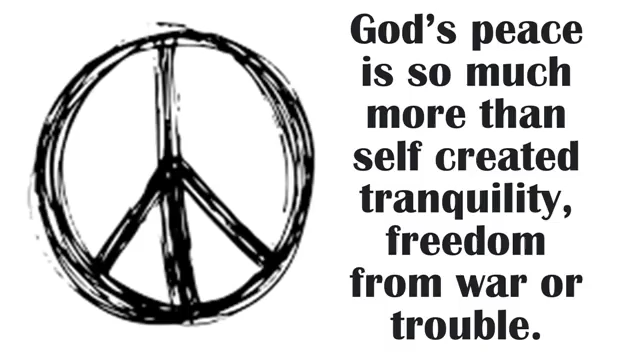 God’s peace
is so much
more than
self created
tranquility,
freedom
from war or
trouble.